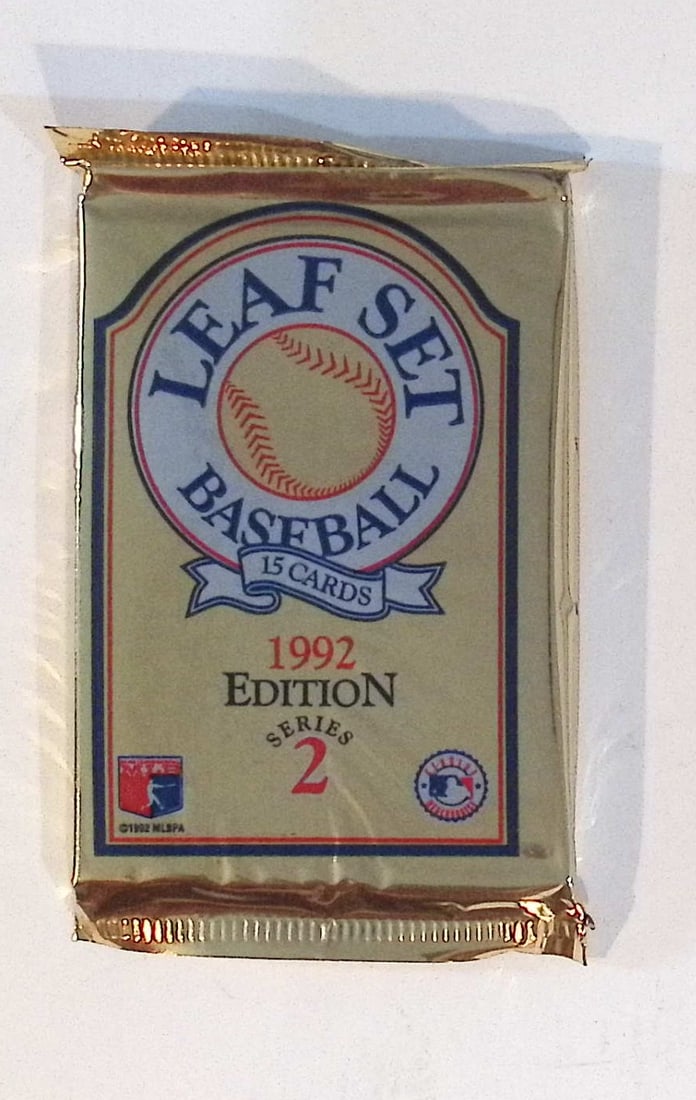 LEAF SET
BASEBALL
15 CARDS
1992
EDITION
SERIES
2
©1992 MLBPA